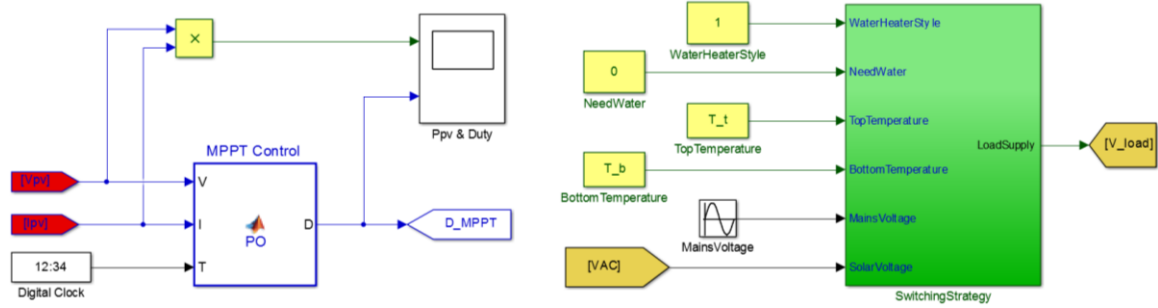 ×
Ppv & Duty
MPPT Control
[Vpv]
V
[Ipv]
I
D
PO
D_MPPT
12:34
T
Digital Clock
1
WaterHeaterStyle
WaterHeaterStyle
0
NeedWater
NeedWater
T_t
TopTemperature
TopTemperature
T_b
BottomTemperature
BottomTemperature
LoadSupply
[V_load]
MainsVoltage
MainsVoltage
[VAC]
SolarVoltage
SwitchingStrategy